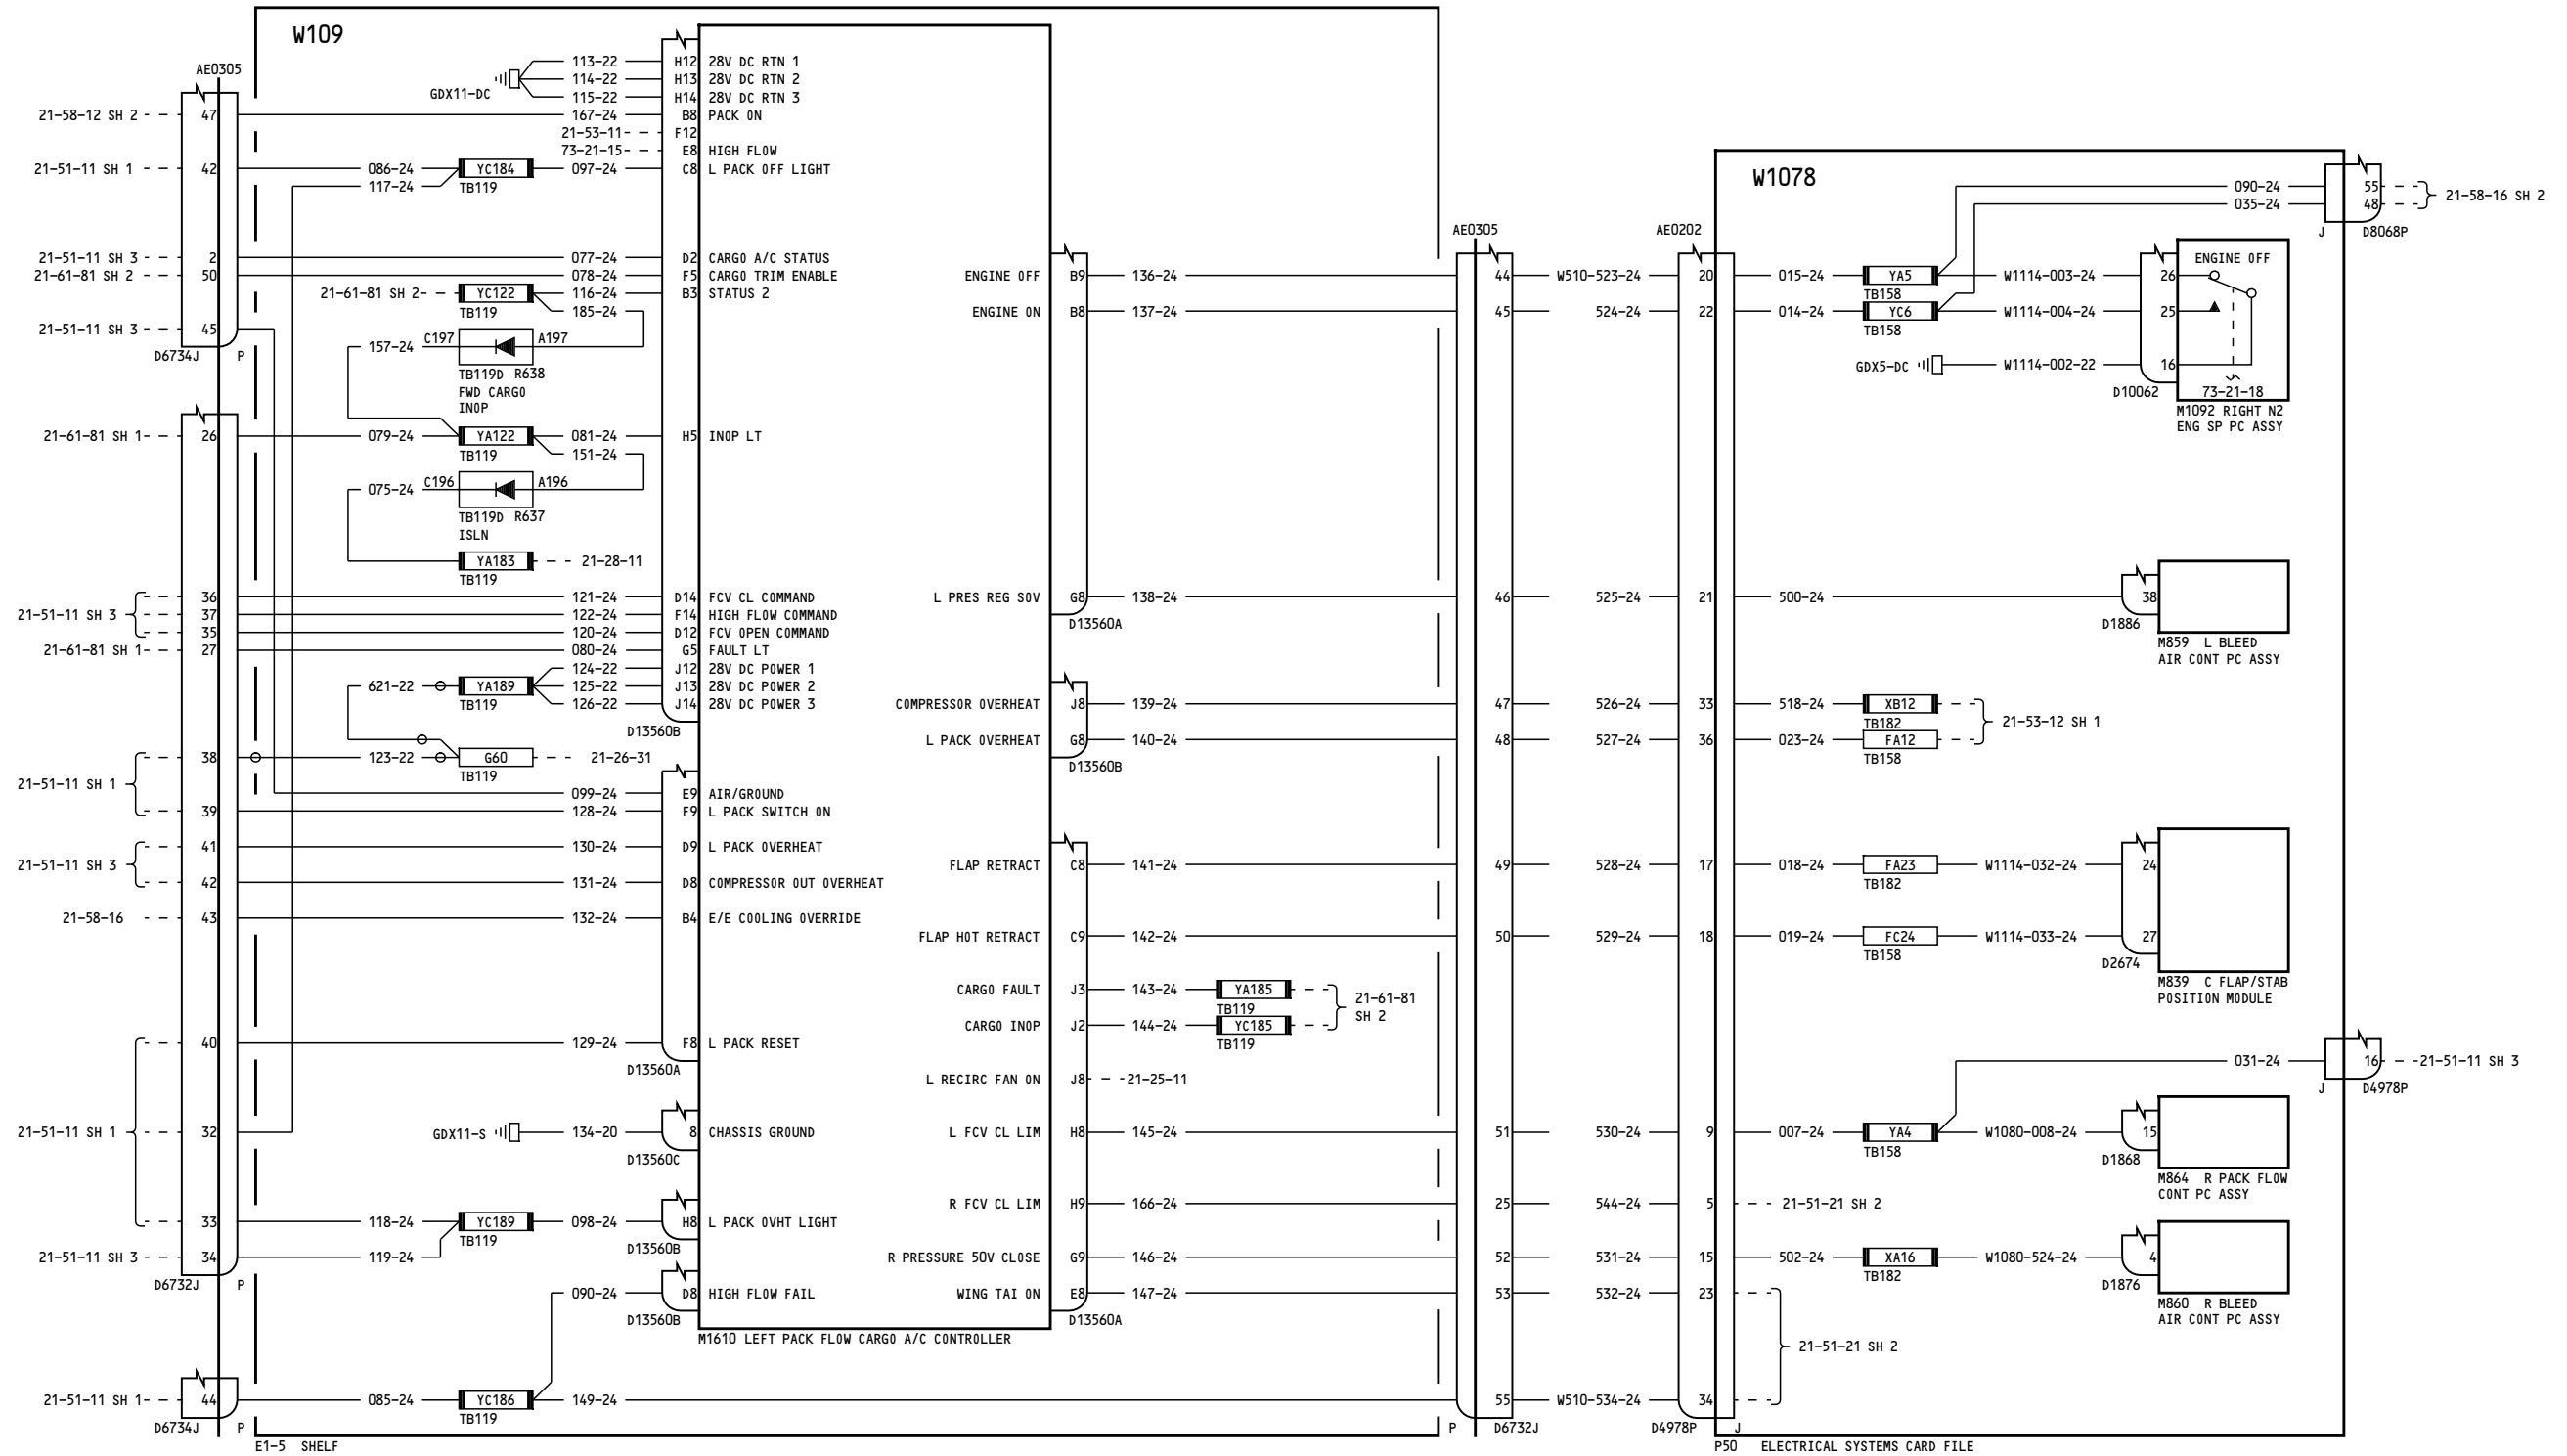 W109
AE0305
113-22 H12 28V DC RTN 1
114-22 H13 28V DC RTN 2
GDX11-DC
115-22 H14 28V DC RTN 3
21-58-12 SH 2 47 167-24 B8 PACK ON
21-53-11 F12
73-21-15 E8 HIGH FLOW
21-51-11 SH 1 42 086-24 YC184 097-24 C8 L PACK OFF LIGHT
117-24 TB119
21-51-11 SH 3 2 077-24 D2 CARGO A/C STATUS
21-61-81 SH 2 50 078-24 F5 CARGO TRIM ENABLE
21-61-81 SH 2 YC122 116-24 B3 STATUS 2
TB119 185-24
21-51-11 SH 3 45
D6734J P
157-24 C197 A197
TB119D R638
FWD CARGO
INOP
21-61-81 SH 1 26 079-24 YA122 081-24 H5 INOP LT
TB119 151-24
075-24 C196 A196
TB119D R637
ISLN
YA183 21-28-11
TB119
36 121-24 D14 FCV CL COMMAND
21-51-11 SH 3 37 122-24 F14 HIGH FLOW COMMAND
35 120-24 D12 FCV OPEN COMMAND
21-61-81 SH 1 27 080-24 G5 FAULT LT
124-22 J12 28V DC POWER 1
621-22 YA189 125-22 J13 28V DC POWER 2
TB119 126-22 J14 28V DC POWER 3
D13560B
38 123-22 G60 21-26-31
TB119
21-51-11 SH 1
099-24 E9 AIR/GROUND
39 128-24 F9 L PACK SWITCH ON
41 130-24 D9 L PACK OVERHEAT
21-51-11 SH 3
42 131-24 D8 COMPRESSOR OUT OVERHEAT
21-58-16 43 132-24 B4 E/E COOLING OVERRIDE
40 129-24 F8 L PACK RESET
D13560A
21-51-11 SH 1 32 GDX11-S 134-20 8 CHASSIS GROUND
D13560C
33 118-24 YC189 098-24 H8 L PACK OVHT LIGHT
TB119 D13560B
21-51-11 SH 3 34 119-24
D6732J P
090-24 D8 HIGH FLOW FAIL
D13560B
M1610 LEFT PACK FLOW CARGO A/C CONTROLLER
21-51-11 SH 1 44 085-24 YC186 149-24
D6734J P TB119
E1-5 SHELF
ENGINE OFF B9 136-24
ENGINE ON B8 137-24
L PRES REG SOV G8 138-24
D13560A
COMPRESSOR OVERHEAT J8 139-24
L PACK OVERHEAT G8 140-24
D13560B
FLAP RETRACT C8 141-24
FLAP HOT RETRACT C9 142-24
CARGO FAULT J3 143-24 YA185
TB119
21-61-81
SH 2
CARGO INOP J2 144-24 YC185
TB119
L RECIRC FAN ON J8 21-25-11
L FCV CL LIM H8 145-24
R FCV CL LIM H9 166-24
R PRESSURE 50V CLOSE G9 146-24
WING TAI ON E8 147-24
D13560A
W1078
AE0305 AE0202
090-24 55
035-24 48
21-58-16 SH 2
J D8068P
44 W510-523-24 20 015-24 YA5 W1114-003-24 26 ENGINE OFF
TB158
45 524-24 22 014-24 YC6 W1114-004-24 25
TB158
GDX5-DC W1114-002-22 16
D10062 73-21-18
M1092 RIGHT N2
ENG SP PC ASSY
46 525-24 21 500-24 38
D1886
M859 L BLEED
AIR CONT PC ASSY
47 526-24 33 518-24 XB12
TB182
21-53-12 SH 1
48 527-24 36 023-24 FA12
TB158
49 528-24 17 018-24 FA23 W1114-032-24 24
TB182
50 529-24 18 019-24 FC24 W1114-033-24 27
TB158 D2674
M839 C FLAP/STAB
POSITION MODULE
031-24 16 21-51-11 SH 3
J D4978P
51 530-24 9 007-24 YA4 W1080-008-24 15
TB158 D1868
M864 R PACK FLOW
CONT PC ASSY
25 544-24 5 21-51-21 SH 2
52 531-24 15 502-24 XA16 W1080-524-24 4
TB182 D1876
M860 R BLEED
AIR CONT PC ASSY
53 532-24 23
21-51-21 SH 2
55 W510-534-24 34
P D6732J D4978P J
P50 ELECTRICAL SYSTEMS CARD FILE